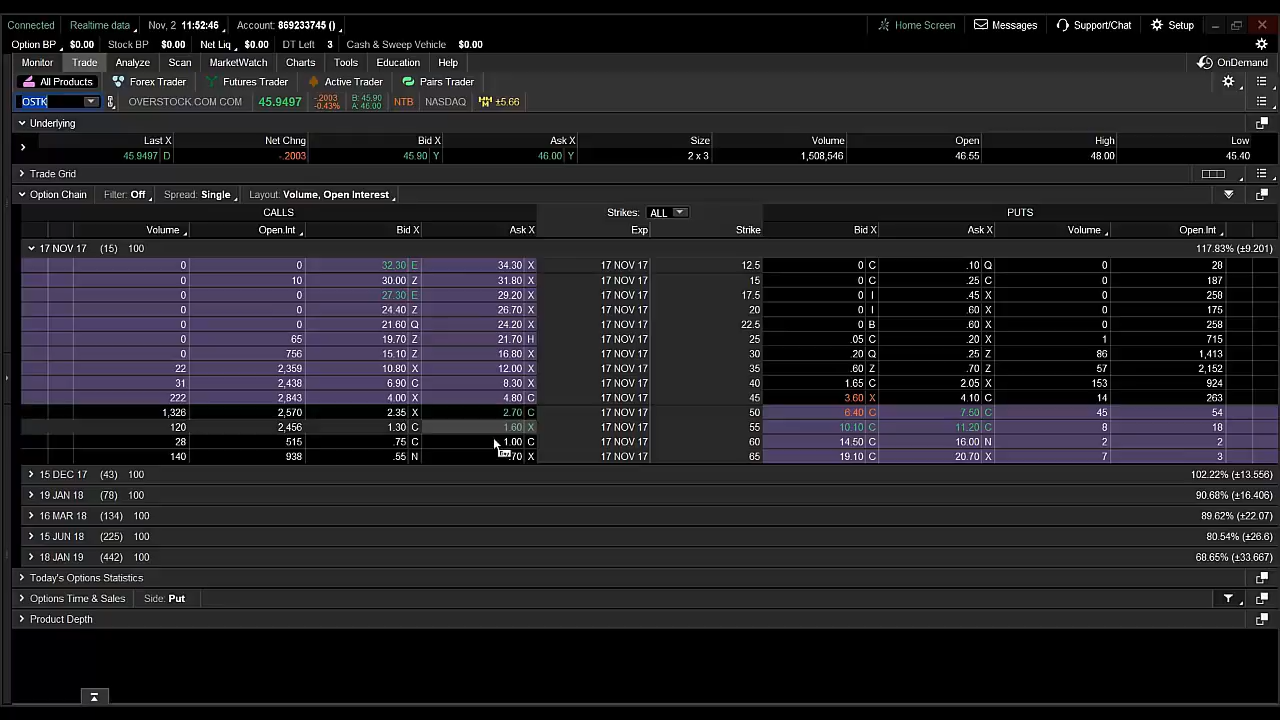 Connected Realtime data Nov, 2 11:52:46 Account: 869233745 () Home Screen Messages Support/Chat Setup
Option BP $0.00 Stock BP $0.00 Net Liq $0.00 DT Left 3 Cash & Sweep Vehicle $0.00
Monitor Trade Analyze Scan MarketWatch Charts Tools Education Help OnDemand
All Products Forex Trader Futures Trader Active Trader Pairs Trader
OSTK OVERSTOCK COM COM 45.9497 -.2003 -0.43% B: 45.90 A: 46.00 NTB NASDAQ ±5.66
Underlying
Last X Net Chng Bid X Ask X Size Volume Open High Low
45.9497 D -.2003 45.90 Y 46.00 Y 2 x 3 1,508,546 46.55 48.00 45.40
Trade Grid
Option Chain Filter: Off Spread: Single Layout: Volume, Open Interest
CALLS Strikes: ALL PUTS
Volume Open.Int Bid X Ask X Exp Strike Bid X Ask X Volume Open.Int
17 NOV 17 (15) 100 117.83% (±9.201)
0 0 32.30 E 34.30 X 17 NOV 17 12.5 0 C .10 Q 0 28
0 10 30.00 Z 31.80 X 17 NOV 17 15 0 C .25 C 0 187
0 0 27.30 E 29.20 X 17 NOV 17 17.5 0 I .45 X 0 258
0 0 24.40 Z 26.70 X 17 NOV 17 20 0 I .60 X 0 258
0 0 21.60 Q 24.20 X 17 NOV 17 22.5 0 B .60 X 0 258
0 65 19.70 Z 21.70 H 17 NOV 17 25 .05 C .20 X 1 715
0 756 15.10 Z 16.80 X 17 NOV 17 30 .20 Q .25 Z 86 1,413
22 2,359 10.80 X 12.00 X 17 NOV 17 35 .60 Z .70 Z 57 2,152
31 2,438 6.90 C 8.30 X 17 NOV 17 40 1.65 C 2.05 X 153 924
222 2,843 4.00 X 4.80 C 17 NOV 17 45 3.60 X 4.10 C 14 263
1,326 2,570 2.35 X 2.70 C 17 NOV 17 50 6.40 C 7.50 C 45 54
120 2,456 1.30 C 1.60 X 17 NOV 17 55 10.10 C 11.20 C 8 18
28 515 .75 C 1.00 C 17 NOV 17 60 14.50 C 16.00 N 2 2
140 938 .55 N .70 X 17 NOV 17 65 19.10 C 20.70 X 7 3
15 DEC 17 (43) 100 102.22% (±13.556)
19 JAN 18 (78) 100 90.68% (±16.406)
16 MAR 18 (134) 100 89.62% (±22.07)
15 JUN 18 (225) 100 80.54% (±26.6)
18 JAN 19 (442) 100 68.65% (±33.667)
Today's Options Statistics
Options Time & Sales Side: Put
Product Depth